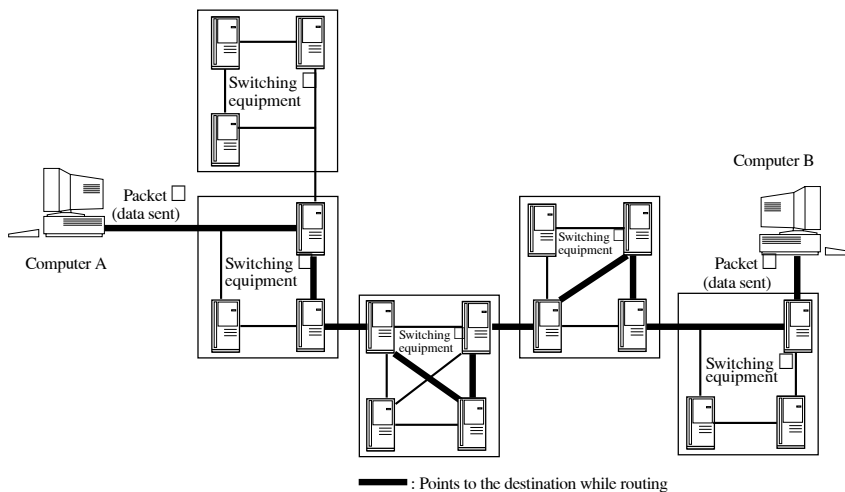 Switching □
equipment
Computer B
Packet □
(data sent)
Computer A
Switching □
equipment
Switching □
equipment
Packet □
(data sent)
Switching □
equipment
Switching □
equipment
: Points to the destination while routing